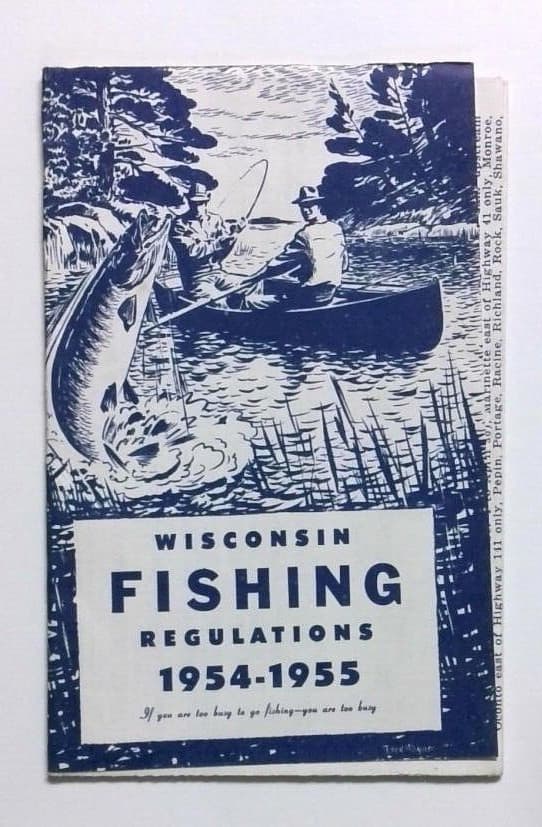 WISCONSIN
FISHING
REGULATIONS
1954-1955
If you are too busy to go fishing—you are too busy
upstream
Marinette east of Highway 41 only, Monroe,
Oconto east of Highway 141 only, Pepin, Portage, Racine, Richland, Rock, Sauk, Shawano,